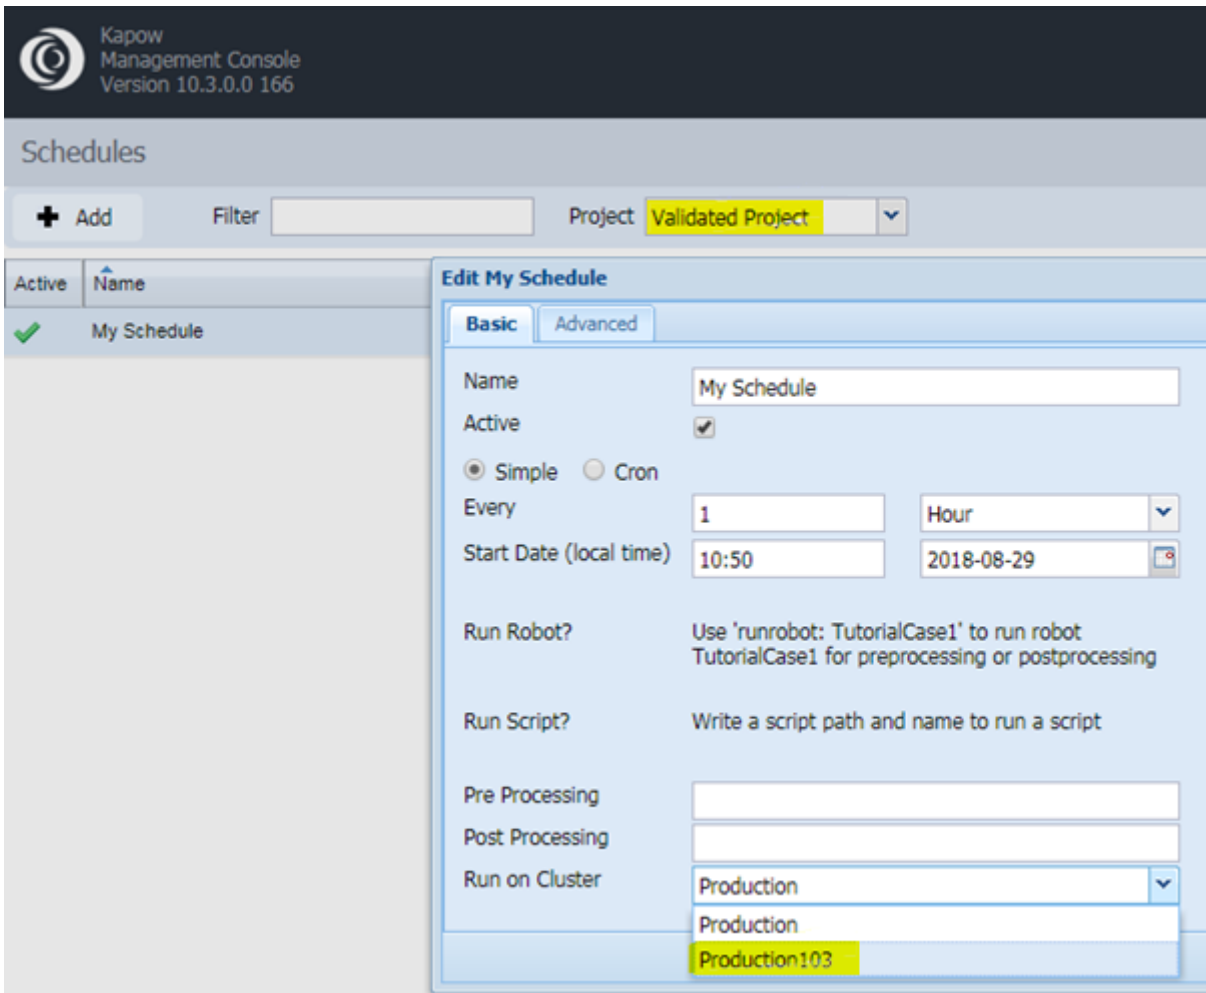 Kapow
Management Console
Version 10.3.0.0 166
Schedules
Add Filter Project Validated Project
Active Name
My Schedule
Edit My Schedule
Basic Advanced
Name My Schedule
Active
Simple Cron
Every 1 Hour
Start Date (local time) 10:50 2018-08-29
Run Robot? Use 'runrobot: TutorialCase1' to run robot
TutorialCase1 for preprocessing or postprocessing
Run Script? Write a script path and name to run a script
Pre Processing
Post Processing
Run on Cluster Production
Production
Production103